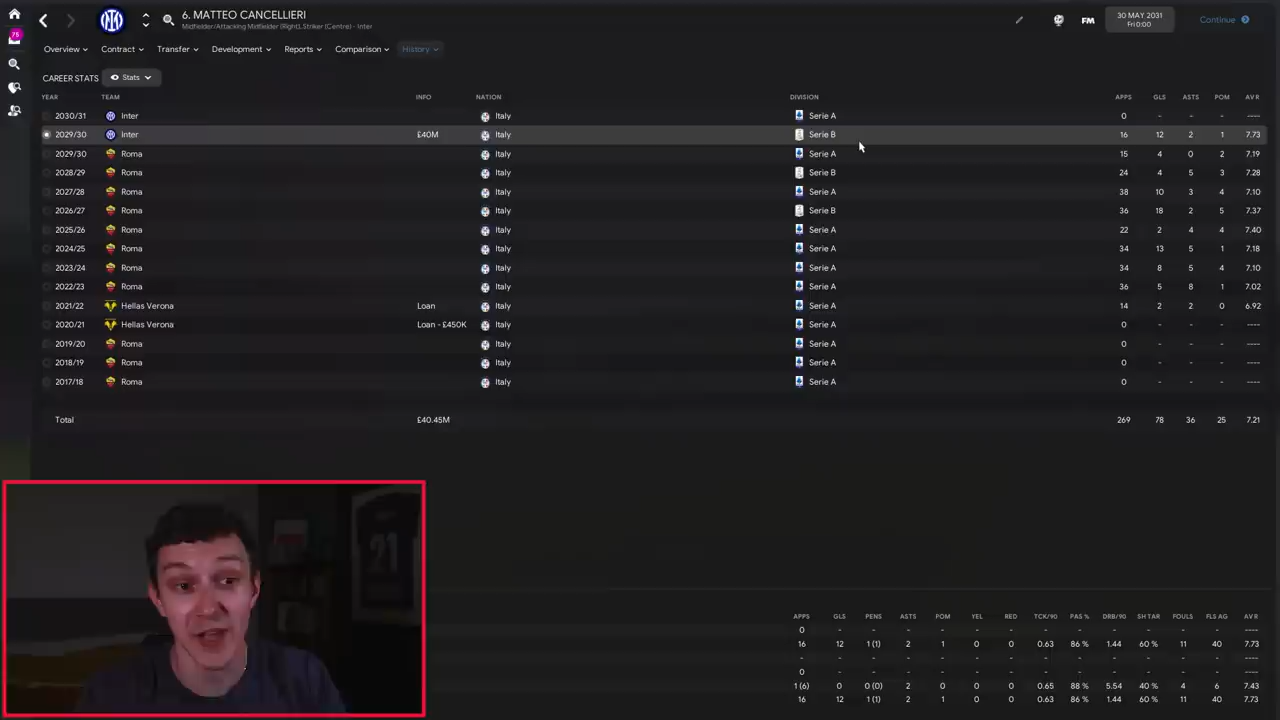 6. MATTEO CANCELLIERI
Midfielder/Attacking Midfielder (Right), Striker (Centre) - Inter
FM
30 MAY 2031
Fri 0:00
Continue
75
Overview Contract Transfer Development Reports Comparison History
CAREER STATS Stats
YEAR TEAM INFO NATION DIVISION APPS GLS ASTS POM AV R
2030/31 Inter Italy Serie A 0 - - - ----
2029/30 Inter £40M Italy Serie B 16 12 2 1 7.73
2029/30 Roma Italy Serie A 15 4 0 2 7.19
2028/29 Roma Italy Serie B 24 4 5 3 7.28
2027/28 Roma Italy Serie A 38 10 3 4 7.10
2026/27 Roma Italy Serie B 36 18 2 5 7.37
2025/26 Roma Italy Serie A 22 2 4 4 7.40
2024/25 Roma Italy Serie A 34 13 5 1 7.18
2023/24 Roma Italy Serie A 34 8 5 4 7.10
2022/23 Roma Italy Serie A 36 5 8 1 7.02
2021/22 Hellas Verona Loan Italy Serie A 14 2 2 0 6.92
2020/21 Hellas Verona Loan - £450K Italy Serie A 0 - - - ----
2019/20 Roma Italy Serie A 0 - - - ----
2018/19 Roma Italy Serie A 0 - - - ----
2017/18 Roma Italy Serie A 0 - - - ----
Total £40.45M 269 78 36 25 7.21
21
APPS GLS PENS ASTS POM YEL RED TCK/90 PAS % DRB/90 SH TAR FOULS FLS AG AV R
0 - - - - - - - - - - - - ----
16 12 1 (1) 2 1 0 0 0.63 86 % 1.44 60 % 11 40 7.73
- - - - - - - - - - - - - ----
0 - - - - - - - - - - - - ----
1 (6) 0 0 (0) 2 0 0 0 0.65 88 % 5.54 40 % 4 6 7.43
16 12 1 (1) 2 1 0 0 0.63 86 % 1.44 60 % 11 40 7.73